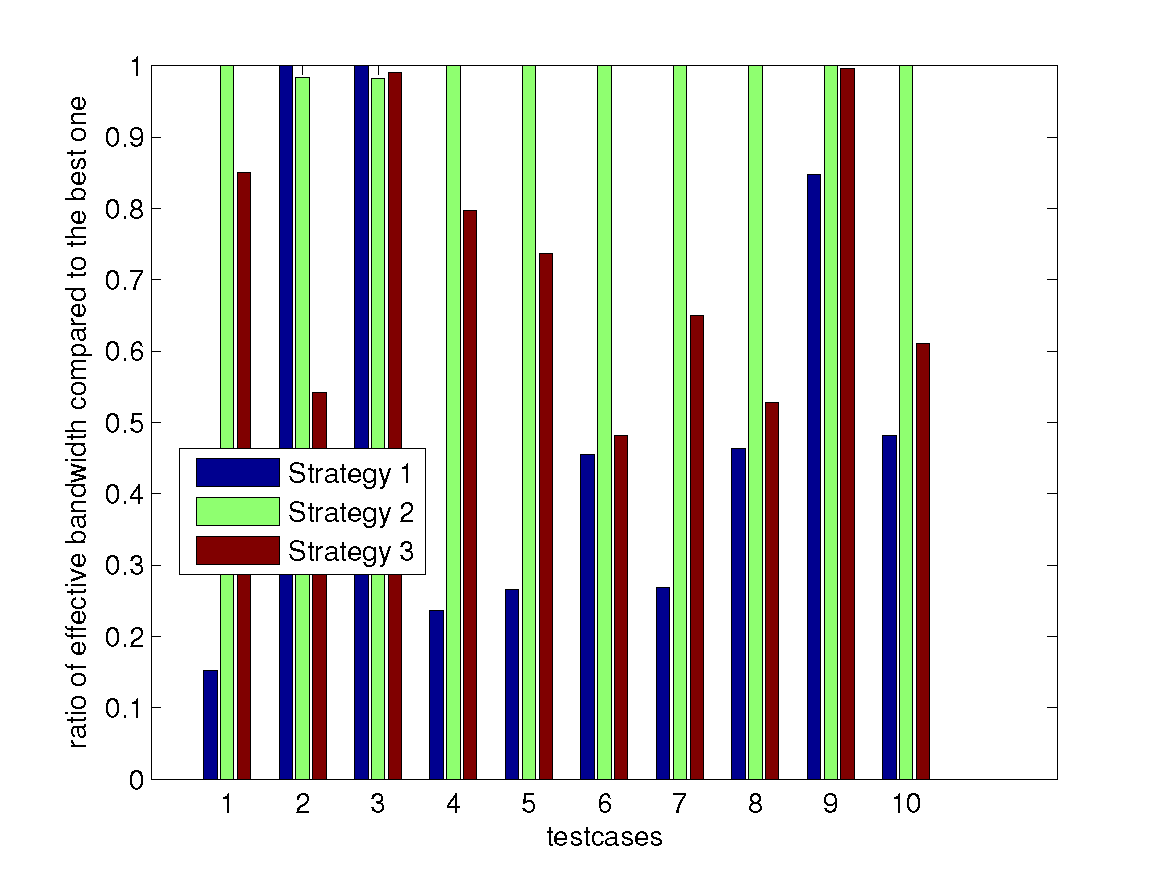 ratio of effective bandwidth compared to the best one
1
0.9
0.8
0.7
0.6
0.5
0.4
0.3
0.2
0.1
0
Strategy 1
Strategy 2
Strategy 3
1 2 3 4 5 6 7 8 9 10
testcases